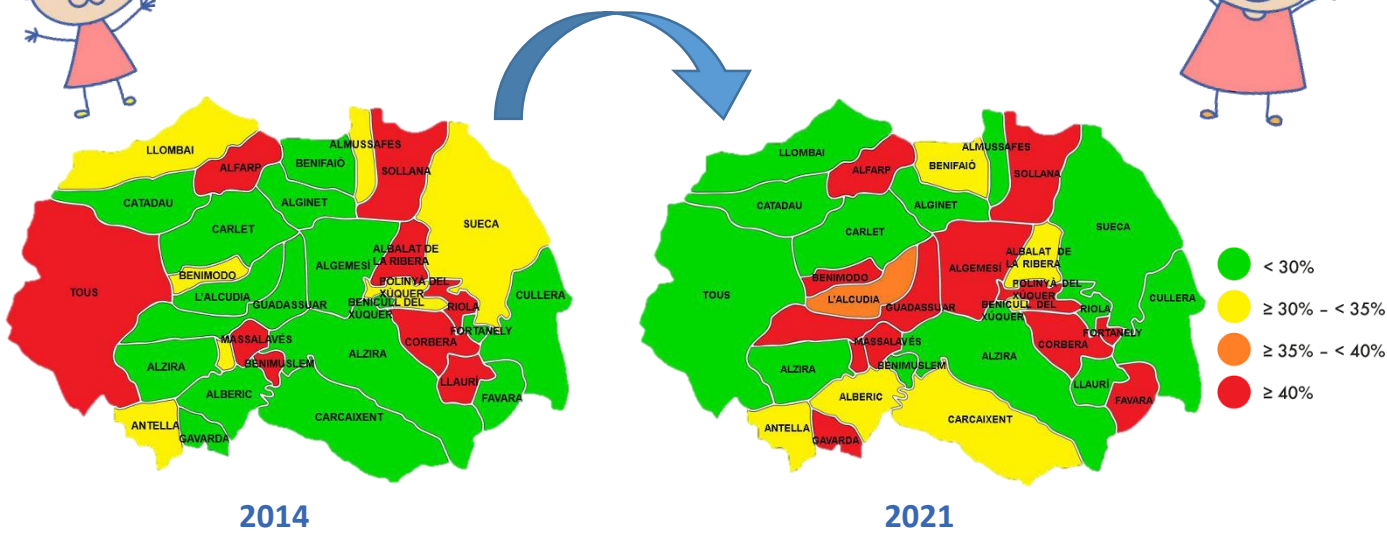 LLOMBAI
ALFARP
BENIFAIÓ
ALMUSSAFES
SOLLANA
CATADAU
ALGINET
SUECA
CARLET
TOUS
BENIMODO
ALGEMESÍ
ALBALAT DE
LA RIBERA
L'ALCUDIA
GUADASSUAR
POLINYÀ DEL
XÚQUER
BENICULL DEL
XÚQUER
RIOLA
CULLERA
FORTANELY
MASSALAVÉS
CORBERA
ALZIRA
BENIMUSLEM
ALZIRA
LLAURÍ
ALBERIC
FAVARA
CARCAIXENT
ANTELLA
GAVARDA
2014
LLOMBAI
ALFARP
BENIFAIÓ
ALMUSSAFES
SOLLANA
CATADAU
ALGINET
SUECA
CARLET
TOUS
BENIMODO
ALGEMESÍ
ALBALAT DE
LA RIBERA
L'ALCUDIA
GUADASSUAR
POLINYÀ DEL
XÚQUER
BENICULL DEL
XÚQUER
RIOLA
CULLERA
FORTANELY
MASSALAVÉS
CORBERA
ALZIRA
BENIMUSLEM
ALZIRA
LLAURÍ
ALBERIC
FAVARA
CARCAIXENT
ANTELLA
GAVARDA
2021
< 30%
≥ 30% - < 35%
≥ 35% - < 40%
≥ 40%